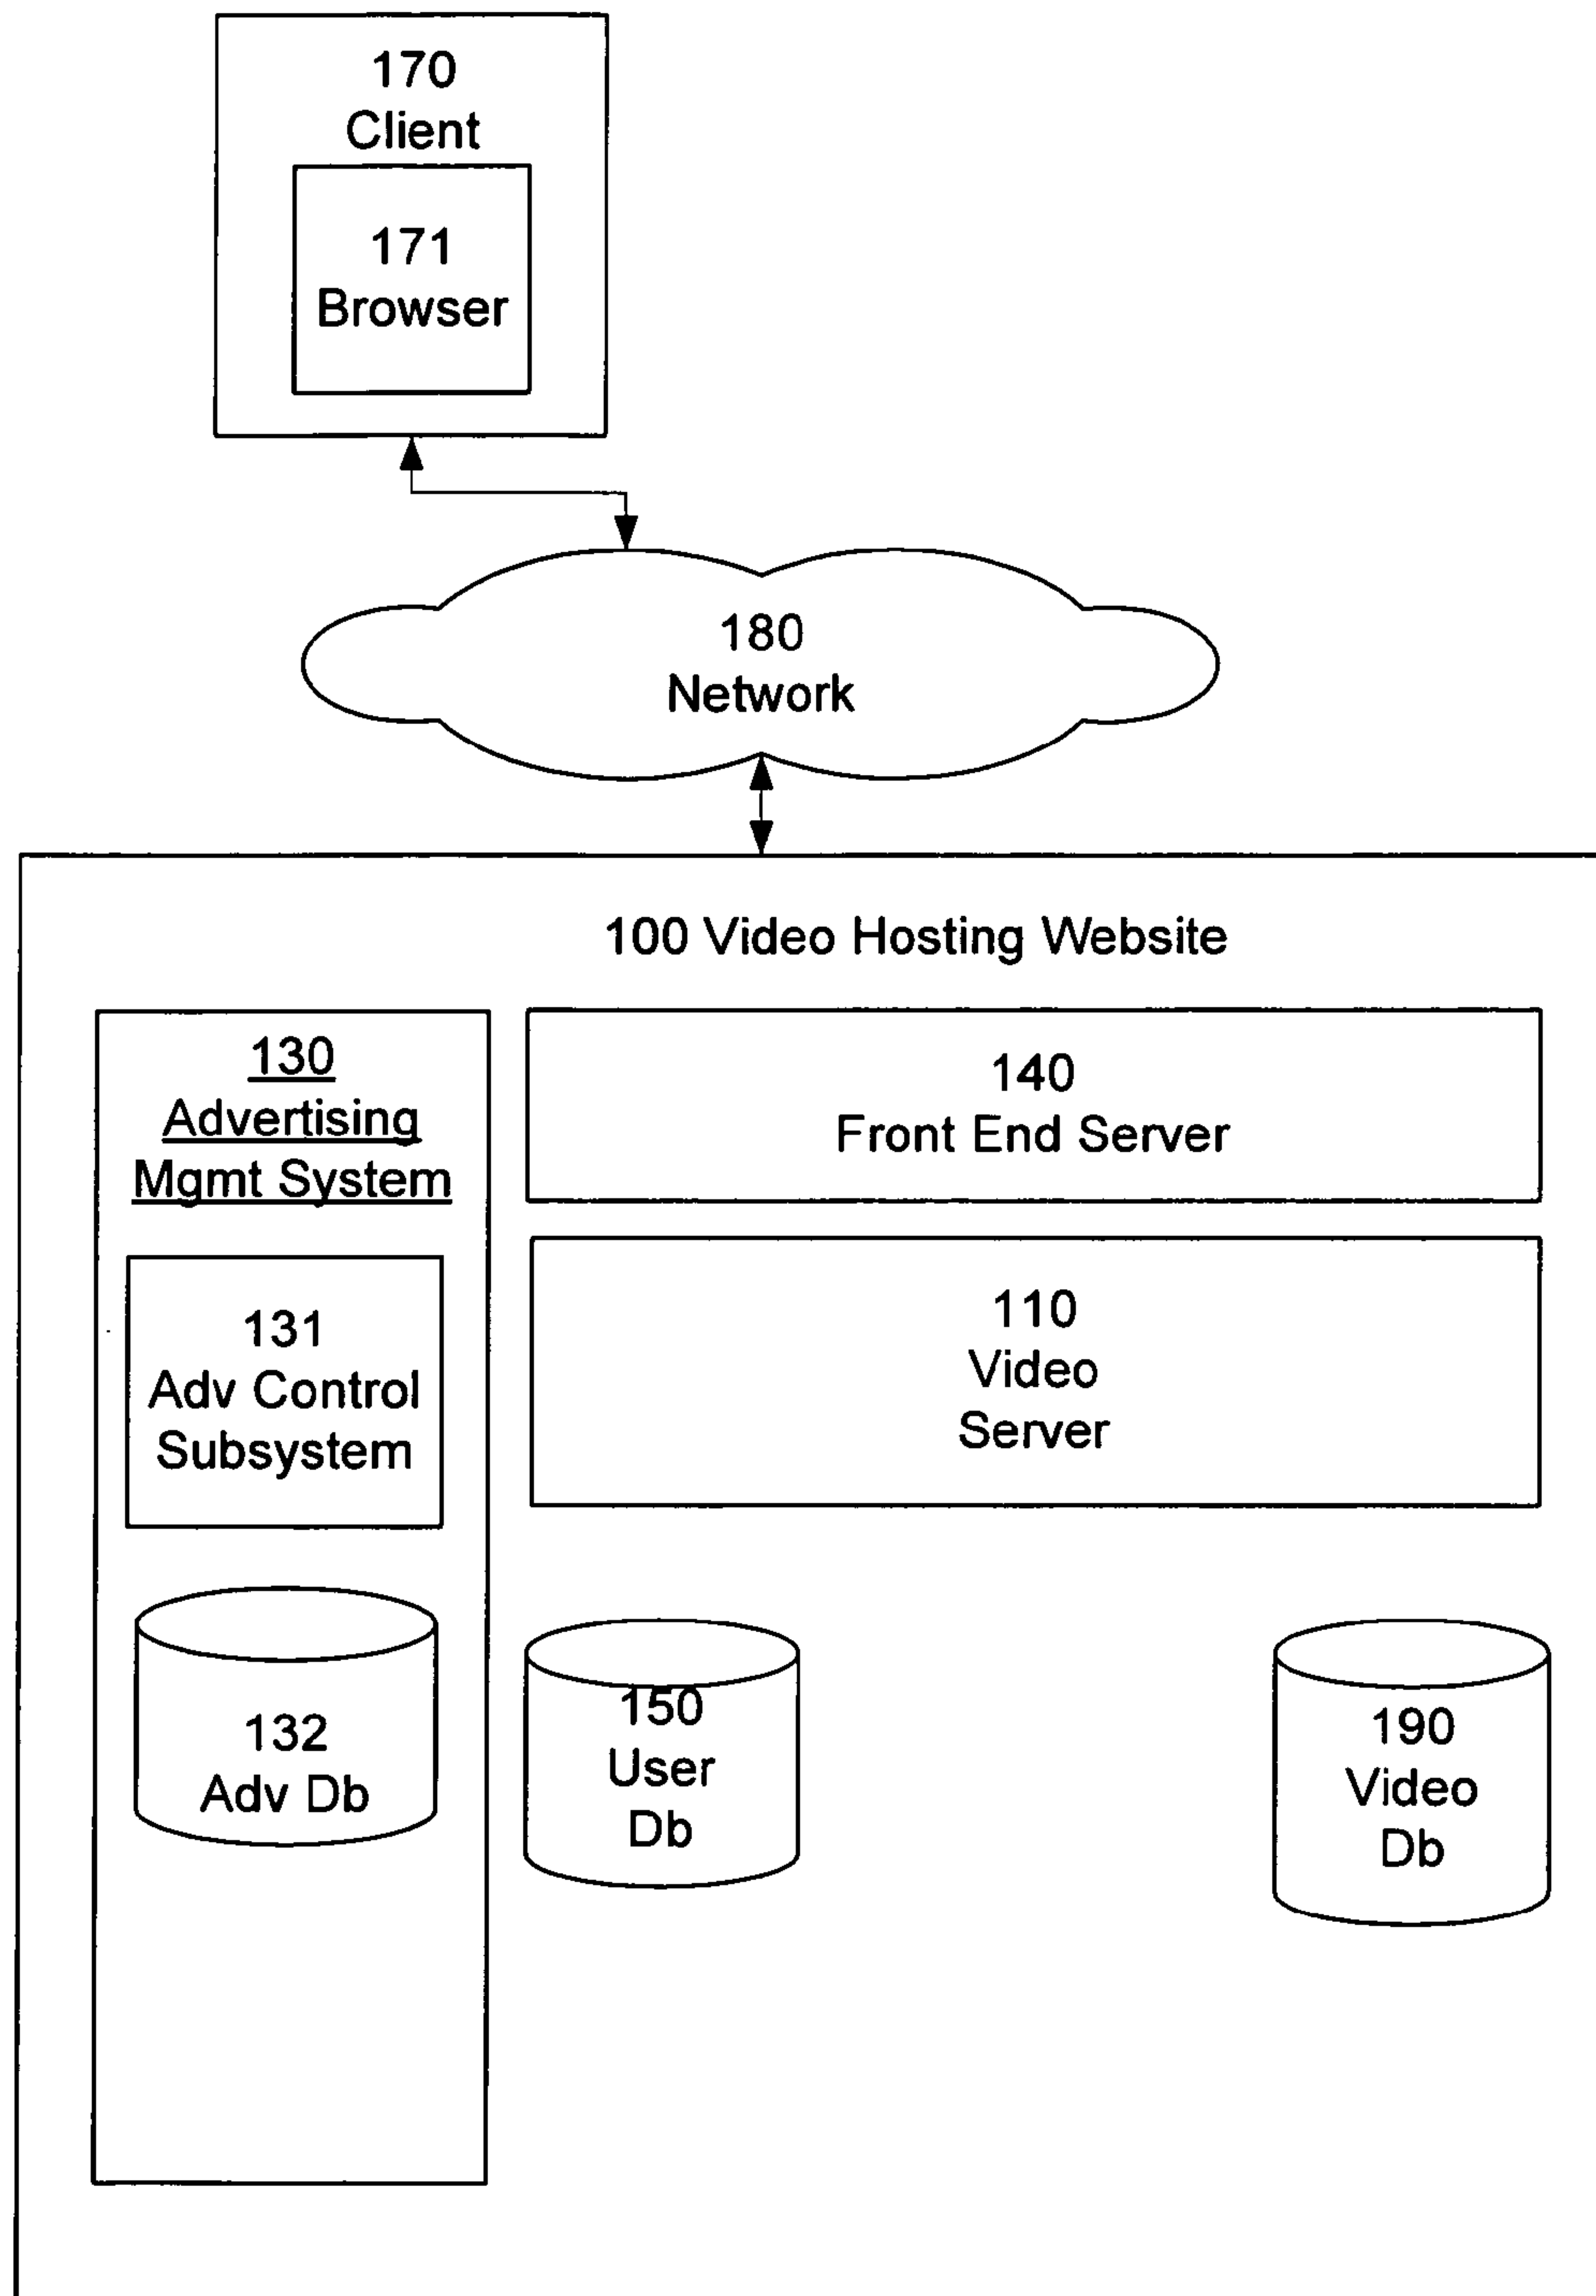 170
Client
171
Browser
180
Network
100 Video Hosting Website
130
Advertising
Mgmt System
140
Front End Server
131
Adv Control
Subsystem
110
Video
Server
132
Adv Db
150
User
Db
190
Video
Db